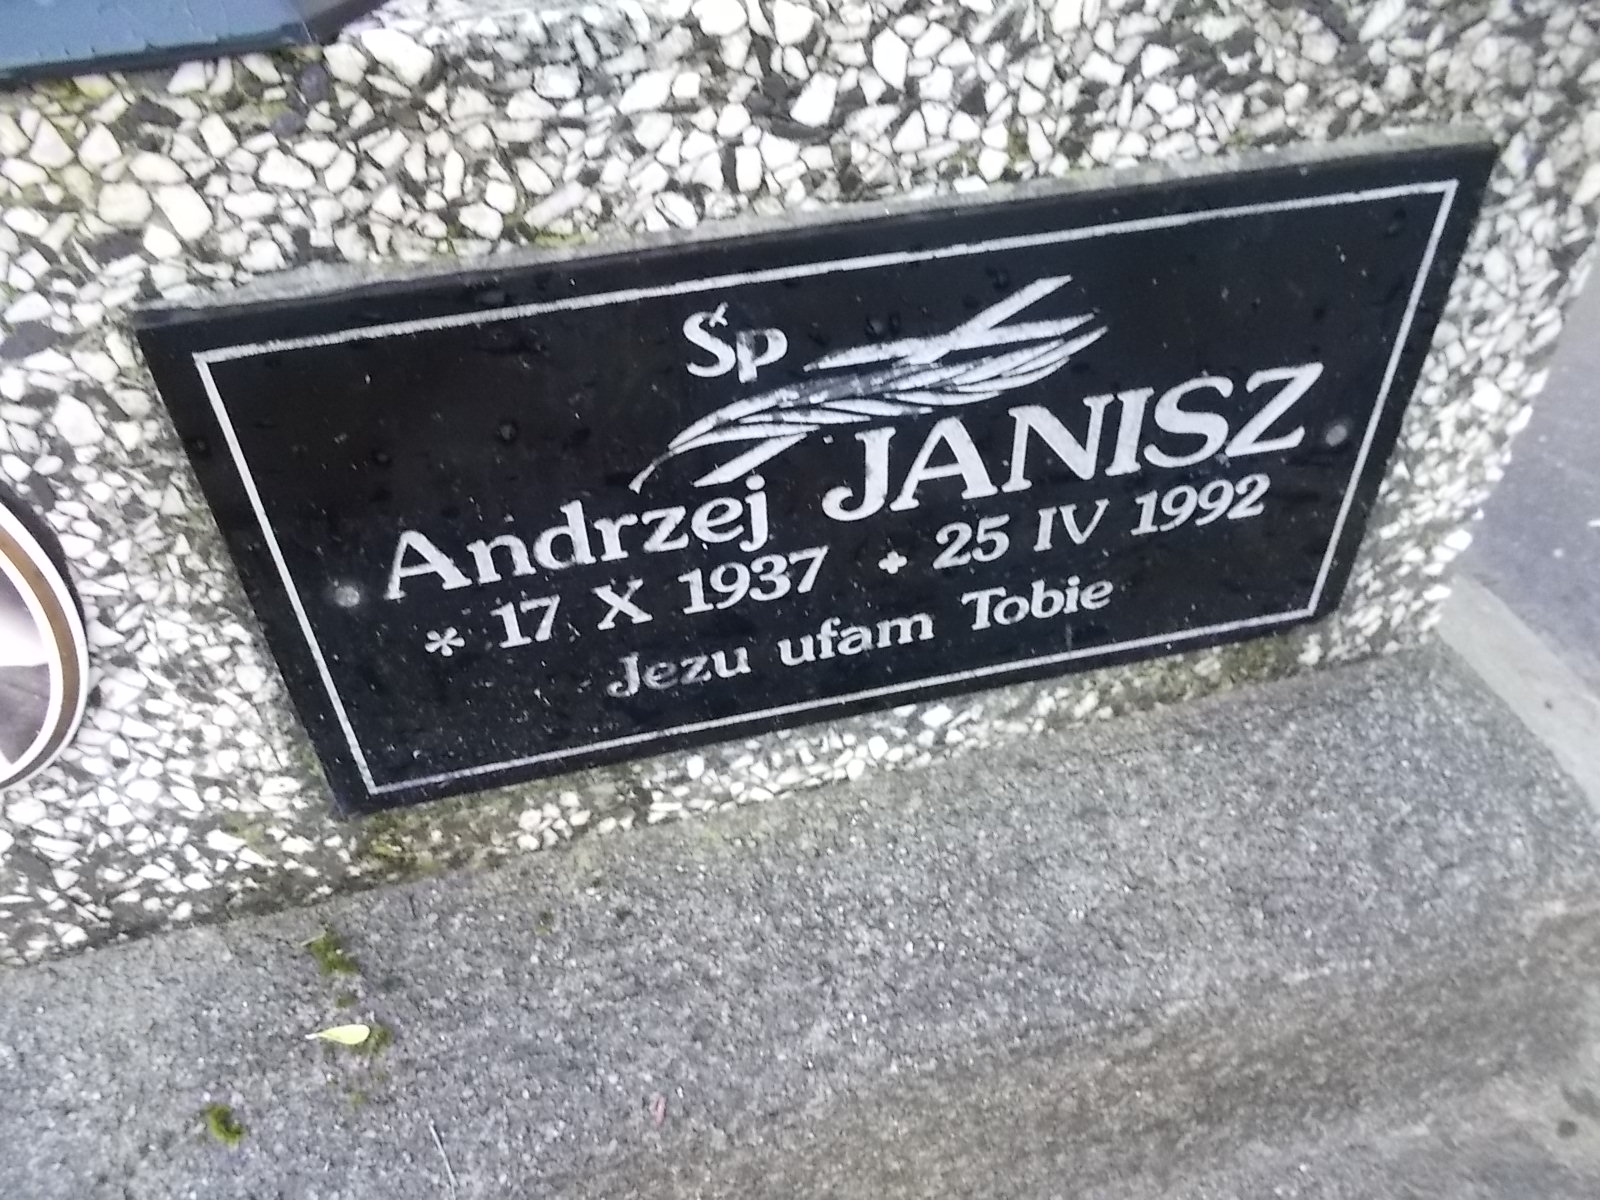 Śp
Andrzej JANISZ
* 17 X 1937 + 25 IV 1992
Jezu ufam Tobie